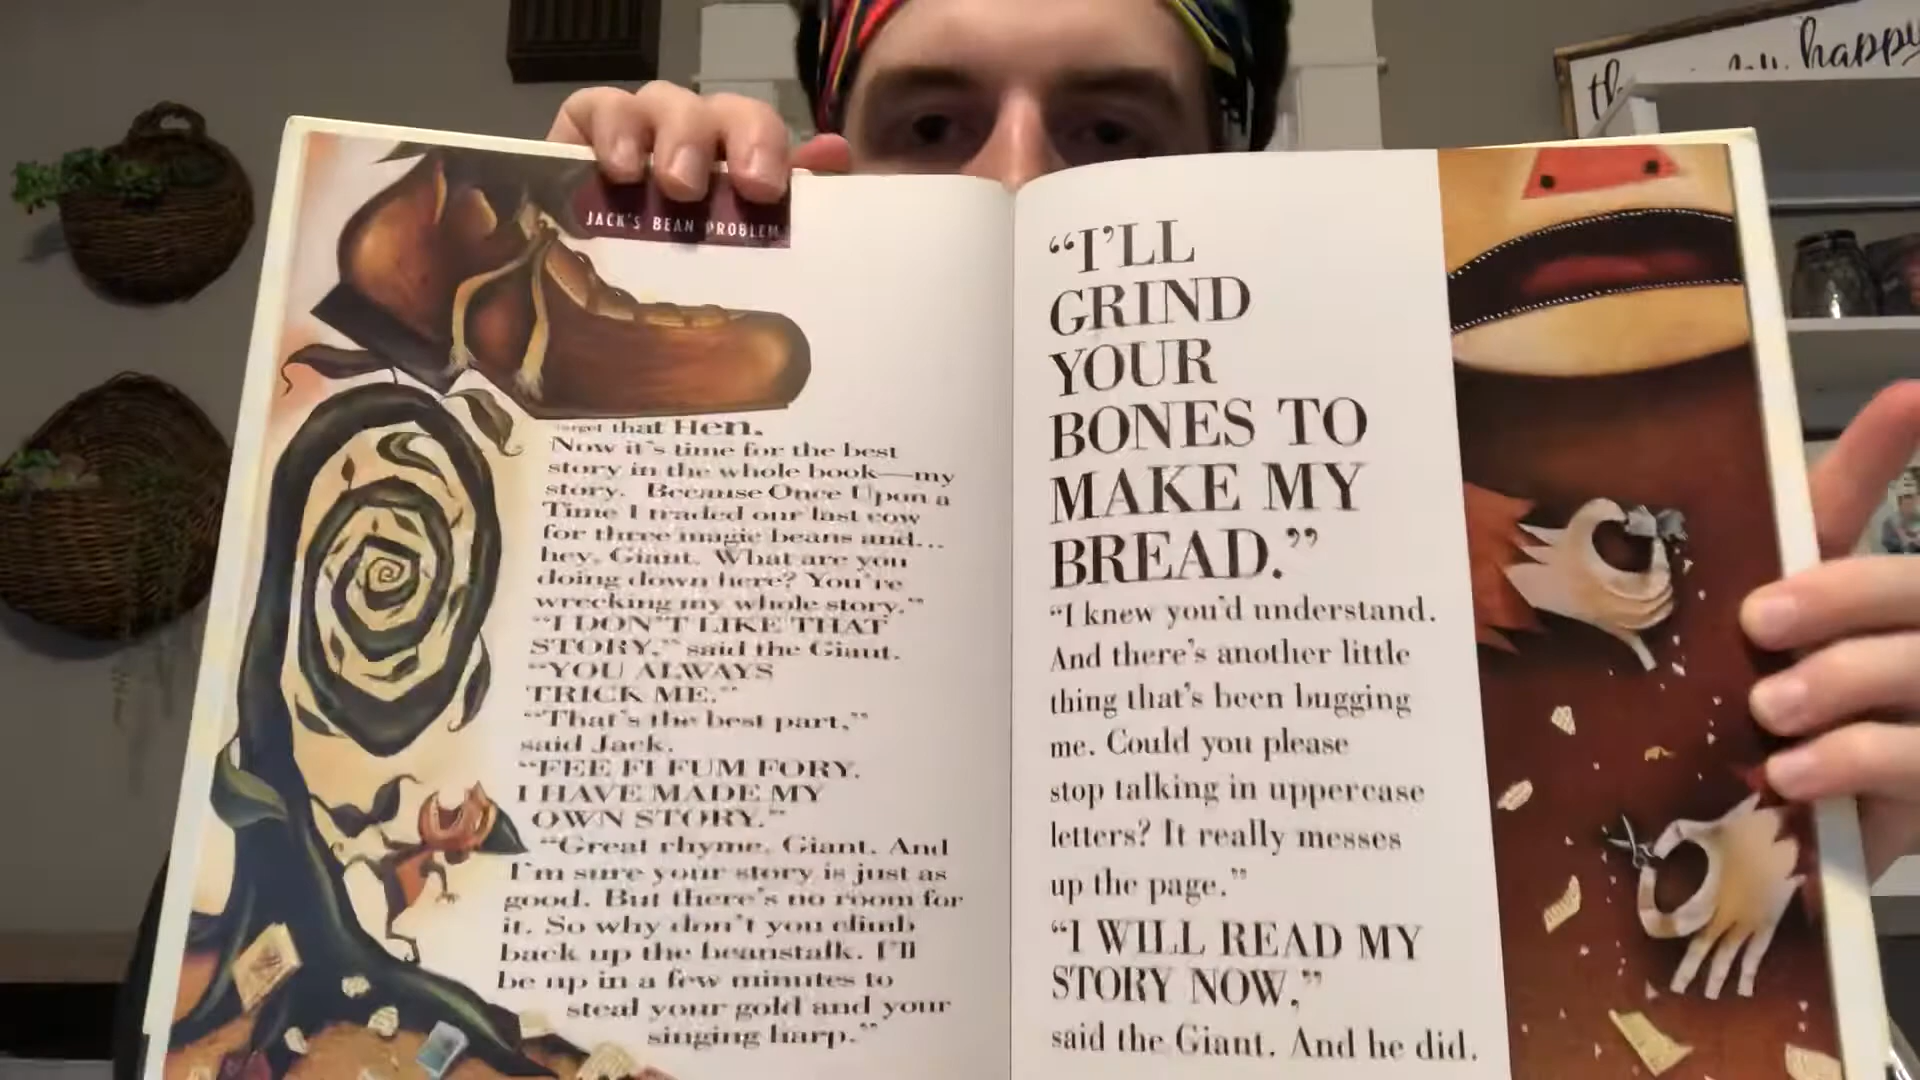 happy
JACK'S BEAN PROBLEM
that Hen.
Now it's time for the best
story in the whole book—my
story. Because Once Upon a
Time I traded our last cow
for three magic beans and...
hey, Giant. What are you
doing down here? You're
wrecking my whole story."
"I DON'T LIKE THAT
STORY," said the Giant.
"YOU ALWAYS
TRICK ME."
"That's the best part,"
said Jack.
"FEE FI FUM FORY.
I HAVE MADE MY
OWN STORY."
"Great rhyme, Giant. And
I'm sure your story is just as
good. But there's no room for
it. So why don't you climb
back up the beanstalk. I'll
be up in a few minutes to
steal your gold and your
singing harp."
"I'LL
GRIND
YOUR
BONES TO
MAKE MY
BREAD."
"I knew you'd understand.
And there's another little
thing that's been bugging
me. Could you please
stop talking in uppercase
letters? It really messes
up the page."
"I WILL READ MY
STORY NOW,"
said the Giant. And he did.